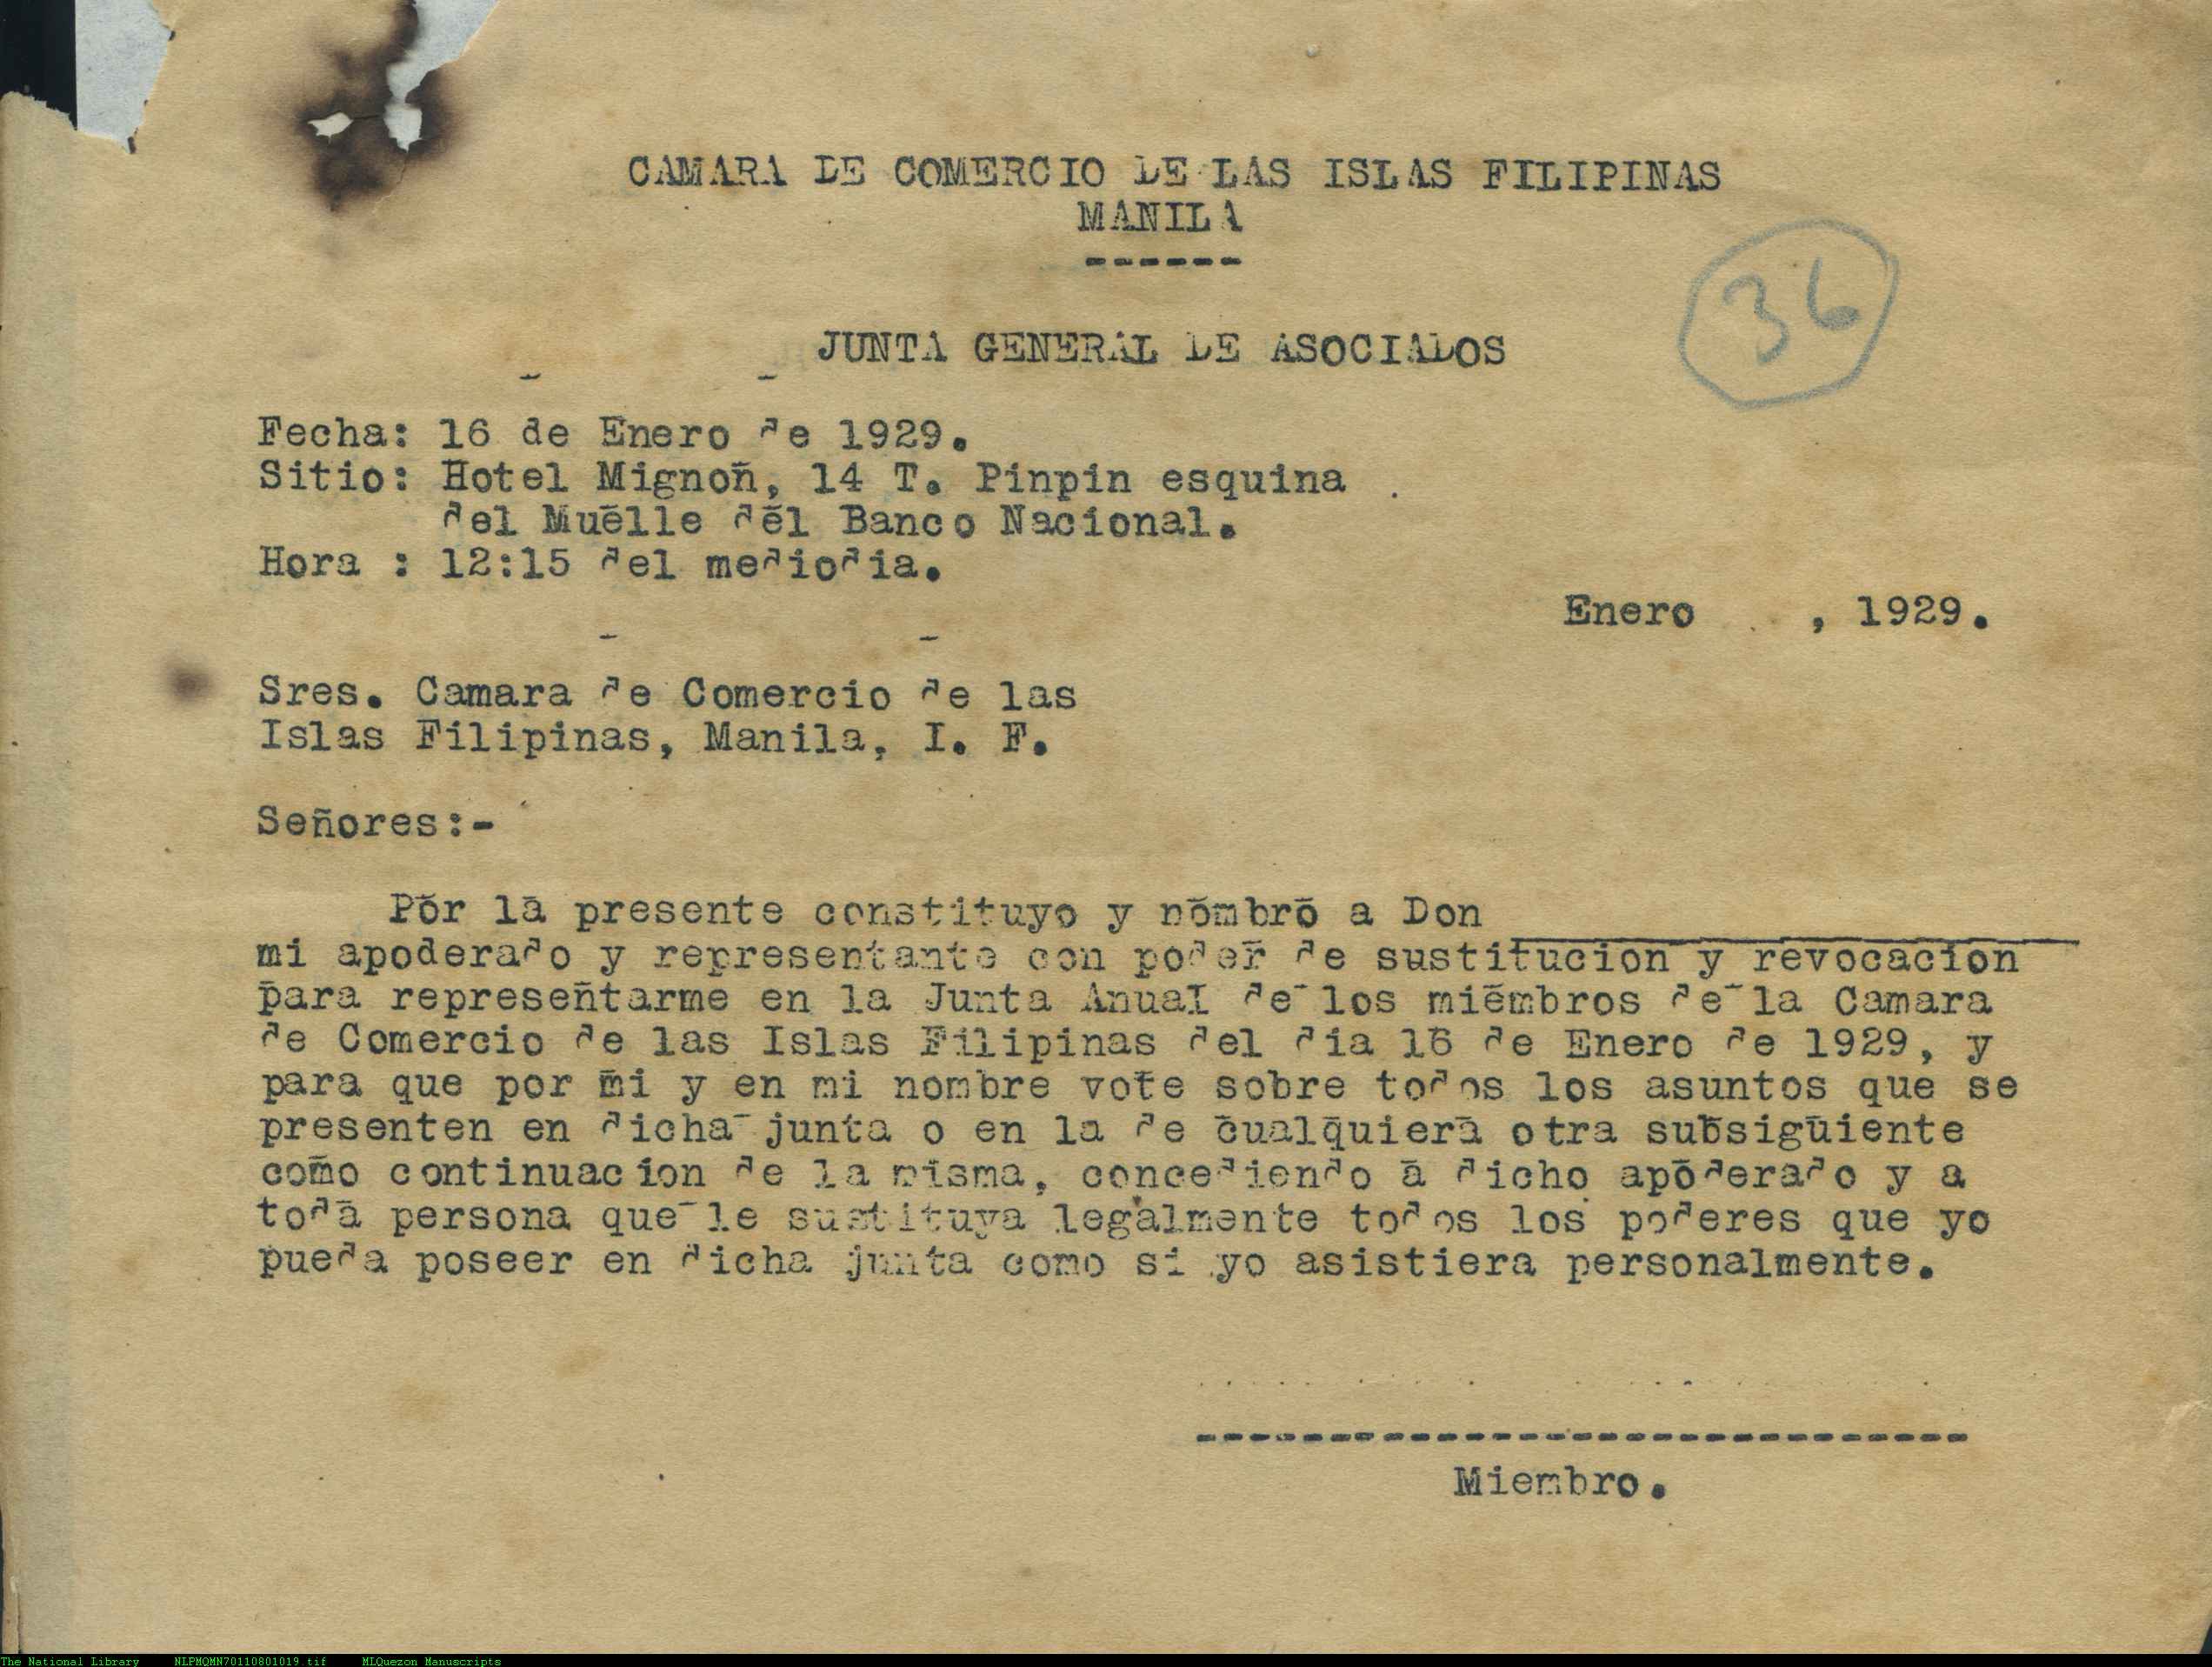 CAMARA DE COMERCIO DE LAS ISLAS FILIPINAS
MANILA
------
36
JUNTA GENERAL DE ASOCIADOS
Fecha: 16 de Enero de 1929.
Sitio: Hotel Mignon, 14 T. Pinpin esquina
del Muelle del Banco Nacional.
Hora : 12:15 del mediodia.
Enero , 1929.
Sres. Camara de Comercio de las
Islas Filipinas, Manila, I. F.
Señores:-
Por la presente constituyo y nombro a Don
mi apoderado y representante con poder de sustitucion y revocacion
para representarme en la Junta Anual de los miembros de la Camara
de Comercio de las Islas Filipinas del dia 16 de Enero de 1929, y
para que por mi y en mi nombre vote sobre todos los asuntos que se
presenten en dicha junta o en la de cualquiera otra subsiguiente
como continuacion de la misma, concediendo a dicho apoderado y a
toda persona que le sustituya legalmente todos los poderes que yo
pueda poseer en dicha junta como si yo asistiera personalmente.
-----------------------------
Miembro.
The National Library NLPMQMN70110801019.tif MLQuezon Manuscripts